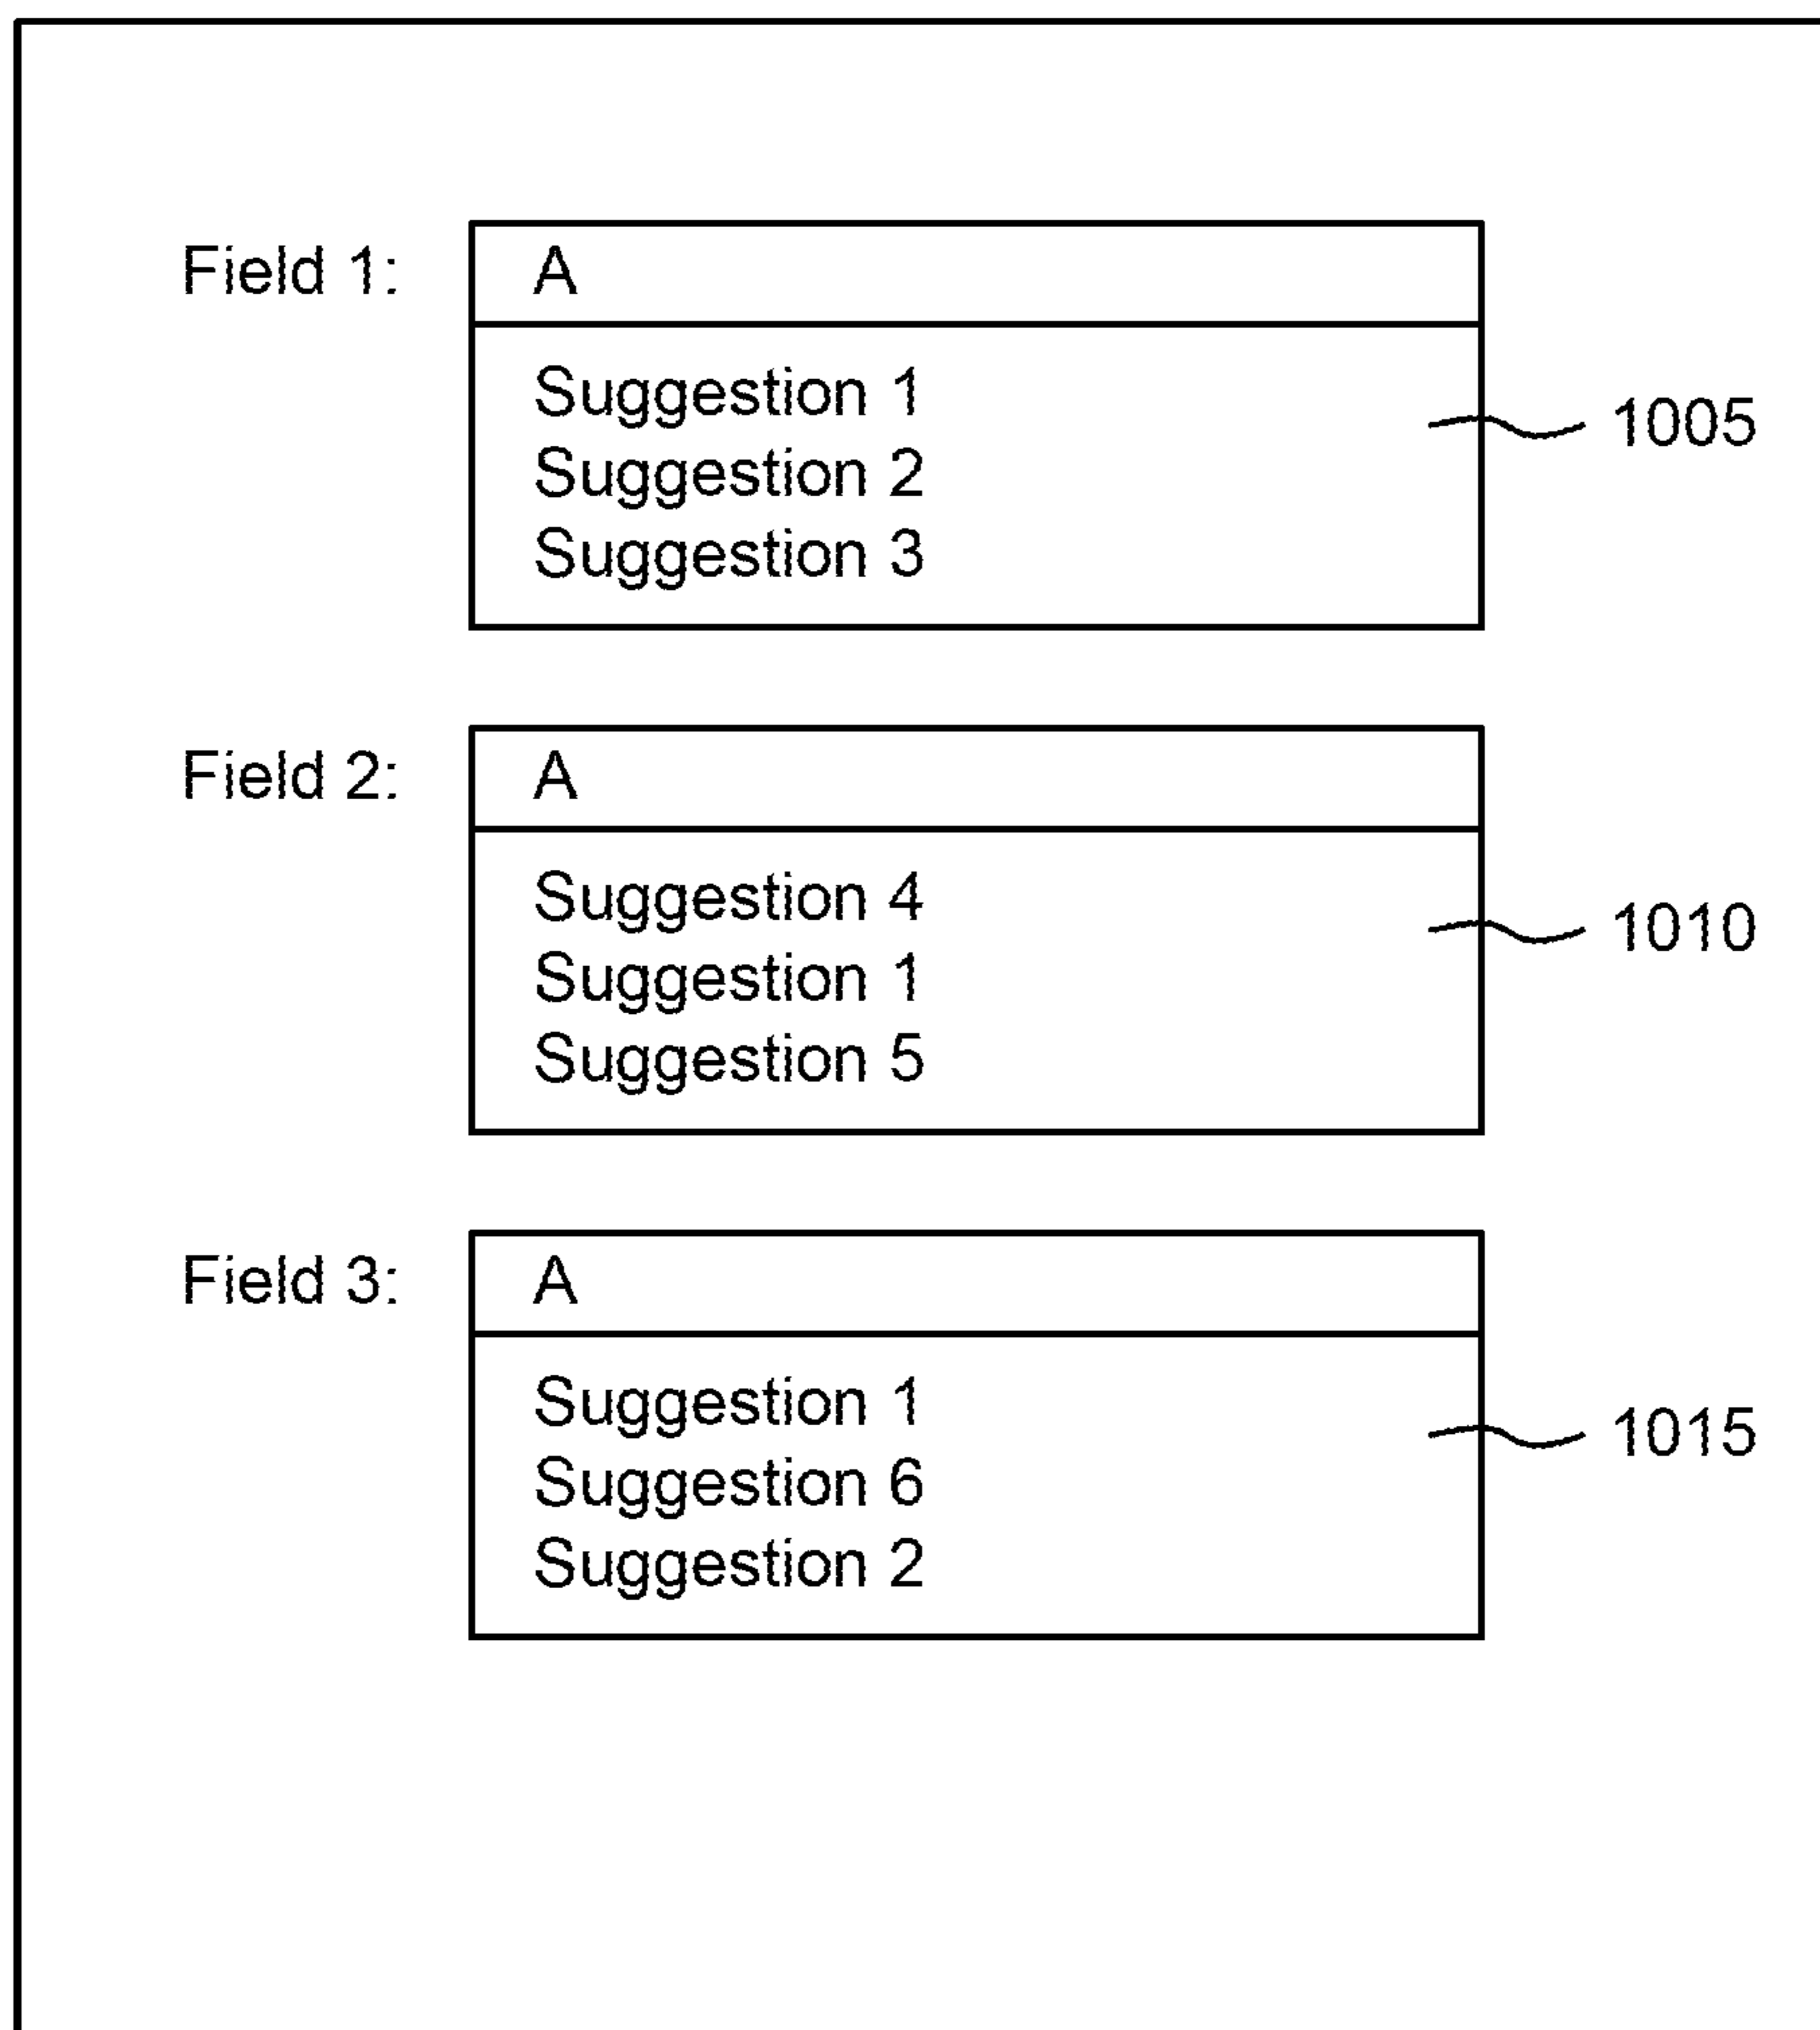 Field 1: A
Suggestion 1
Suggestion 2
Suggestion 3
1005
Field 2: A
Suggestion 4
Suggestion 1
Suggestion 5
1010
Field 3: A
Suggestion 1
Suggestion 6
Suggestion 2
1015